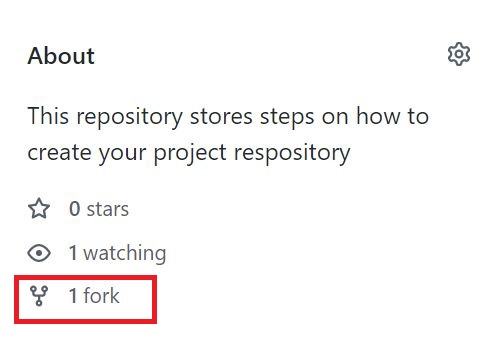 About
This repository stores steps on how to
create your project respository
0 stars
1 watching
1 fork